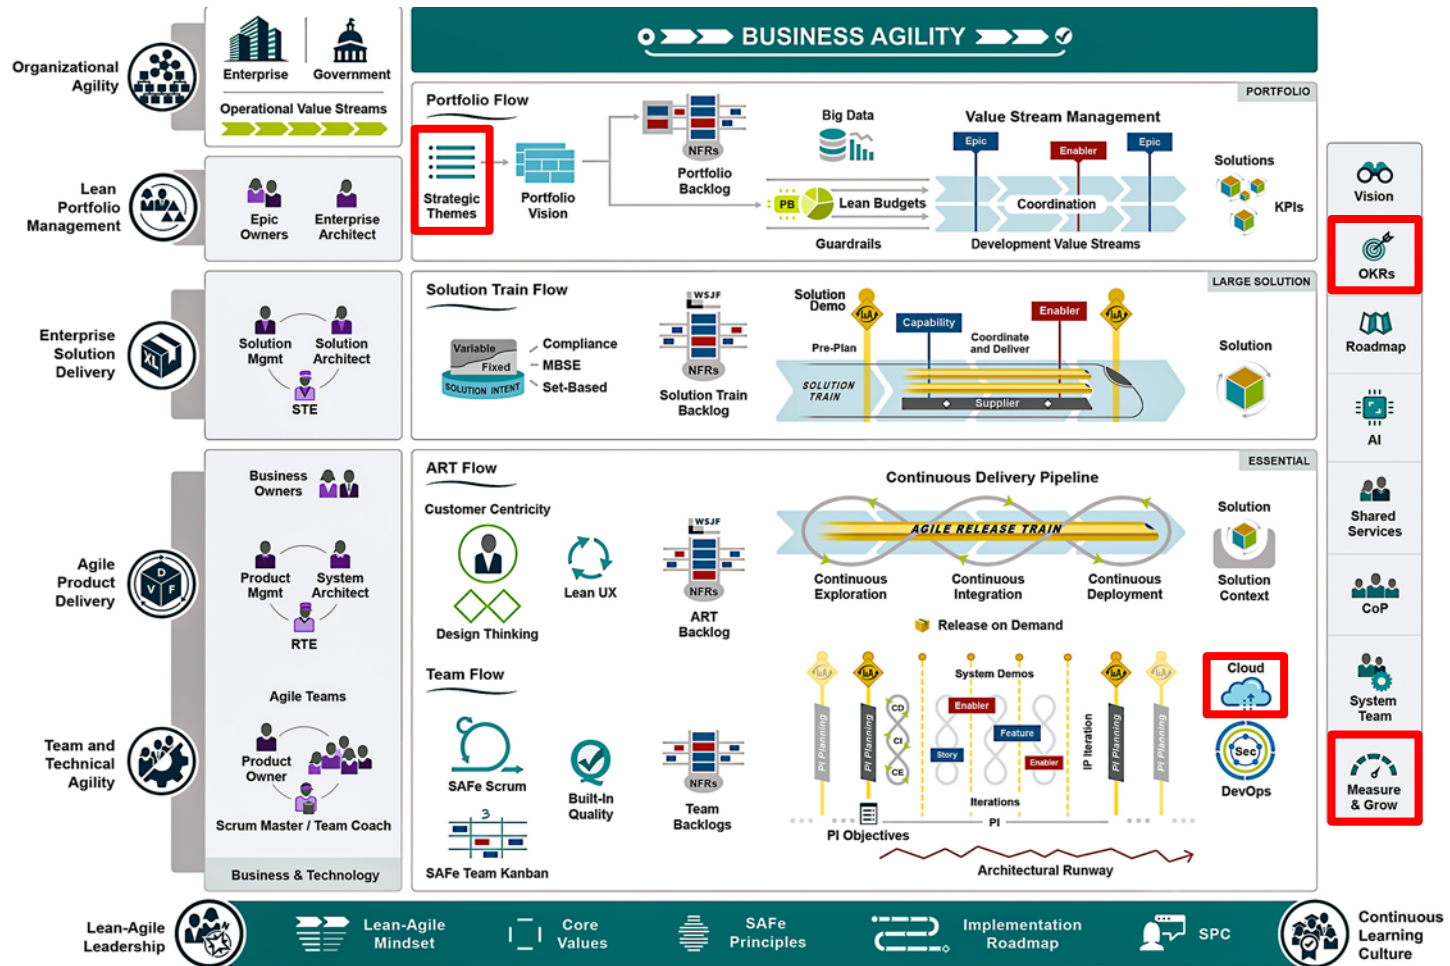 Organizational
Agility
Enterprise
Government
Operational Value Streams
Lean
Portfolio
Management
Epic
Owners
Enterprise
Architect
Enterprise
Solution
Delivery
XL
Solution
Mgmt
Solution
Architect
STE
Agile
Product
Delivery
D
V
F
Business
Owners
Product
Mgmt
System
Architect
RTE
Team and
Technical
Agility
Agile Teams
Product
Owner
Scrum Master / Team Coach
Business & Technology
BUSINESS AGILITY
PORTFOLIO
Portfolio Flow
Strategic
Themes
Portfolio
Vision
NFRs
Portfolio
Backlog
Big Data
PB
Lean Budgets
Guardrails
Value Stream Management
Epic
Enabler
Epic
Coordination
Development Value Streams
Solutions
KPIs
LARGE SOLUTION
Solution Train Flow
Variable
Fixed
SOLUTION INTENT
Compliance
MBSE
Set-Based
WSJF
NFRs
Solution Train
Backlog
Solution
Demo
I&A
Pre-Plan
Capability
Coordinate
and Deliver
Enabler
I&A
SOLUTION
TRAIN
Supplier
Solution
ESSENTIAL
ART Flow
Customer Centricity
Lean UX
Design Thinking
WSJF
NFRs
ART
Backlog
Continuous Delivery Pipeline
AGILE RELEASE TRAIN
Continuous
Exploration
Continuous
Integration
Continuous
Deployment
Release on Demand
Solution
Solution
Context
Team Flow
SAFe Scrum
Built-In
Quality
3
SAFe Team Kanban
NFRs
Team
Backlogs
I&A
I&A
System Demos
I&A
I&A
PI Planning
PI Planning
CD
CI
CE
Enabler
Story
Feature
Enabler
IP Iteration
PI Planning
PI Planning
Iterations
PI
PI Objectives
Architectural Runway
Cloud
Sec
DevOps
Vision
OKRs
Roadmap
AI
Shared
Services
CoP
System
Team
Measure
& Grow
Lean-Agile
Leadership
Lean-Agile
Mindset
Core
Values
SAFe
Principles
Implementation
Roadmap
SPC
Continuous
Learning
Culture